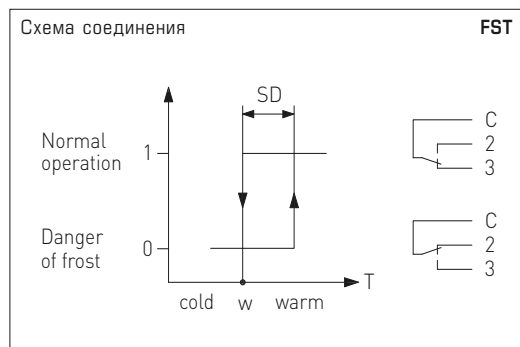 Схема соединения FST
SD
Normal
operation
1
C
2
3
Danger
of frost
0
C
2
3
T
cold w warm